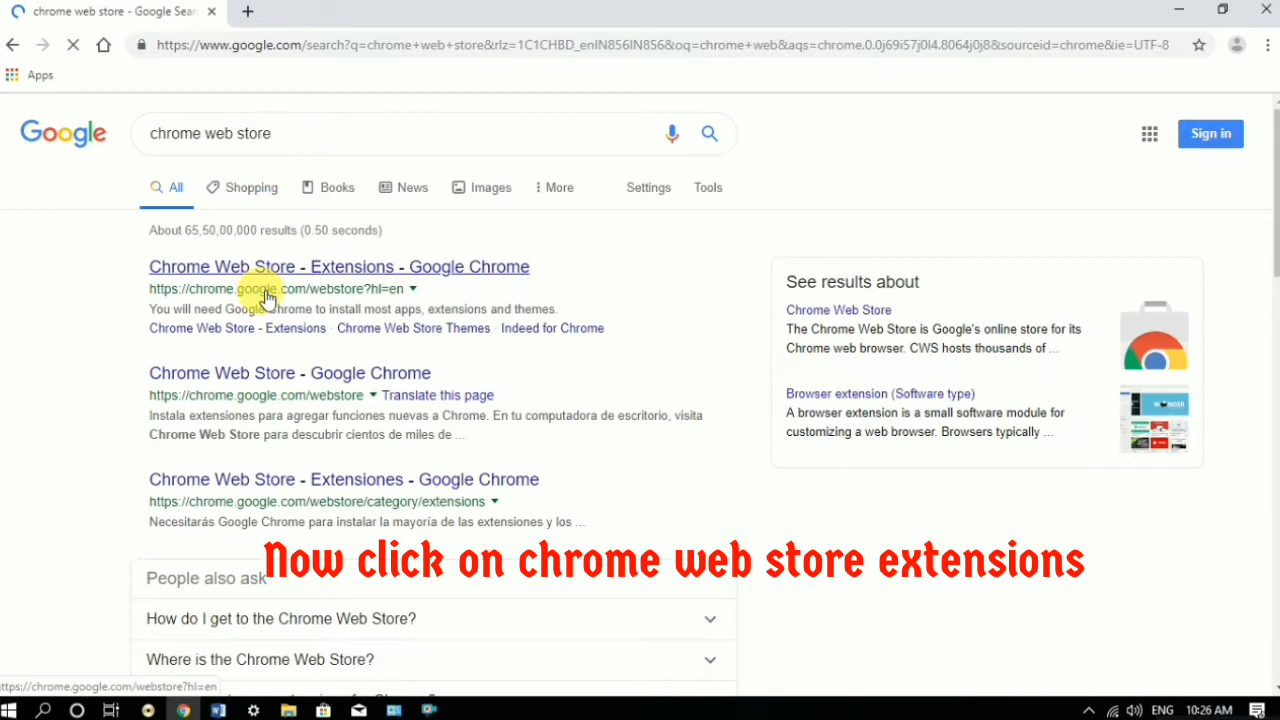 chrome web store - Google Sear
https://www.google.com/search?q=chrome+web+store&rlz=1C1CHBD_enIN856IN856&oq=chrome+web&aqs=chrome.0.0j69i57j0l4.8064j0j8&sourceid=chrome&ie=UTF-8
Apps
Google
chrome web store
Sign in
All Shopping Books News Images More Settings Tools
About 65,50,00,000 results (0.50 seconds)
Chrome Web Store - Extensions - Google Chrome
https://chrome.google.com/webstore?hl=en
You will need Google Chrome to install most apps, extensions and themes.
Chrome Web Store - Extensions · Chrome Web Store Themes · Indeed for Chrome
Chrome Web Store - Google Chrome
https://chrome.google.com/webstore Translate this page
Instala extensiones para agregar funciones nuevas a Chrome. En tu computadora de escritorio, visita
Chrome Web Store para descubrir cientos de miles de ...
Chrome Web Store - Extensiones - Google Chrome
https://chrome.google.com/webstore/category/extensions
Necesitarás Google Chrome para instalar la mayoría de las extensiones y los ...
See results about
Chrome Web Store
The Chrome Web Store is Google's online store for its
Chrome web browser. CWS hosts thousands of ...
Browser extension (Software type)
A browser extension is a small software module for
customizing a web browser. Browsers typically ...
Now click on chrome web store extensions
People also ask
How do I get to the Chrome Web Store?
Where is the Chrome Web Store?
ttps://chrome.google.com/webstore?hl=en
ENG 10:26 AM